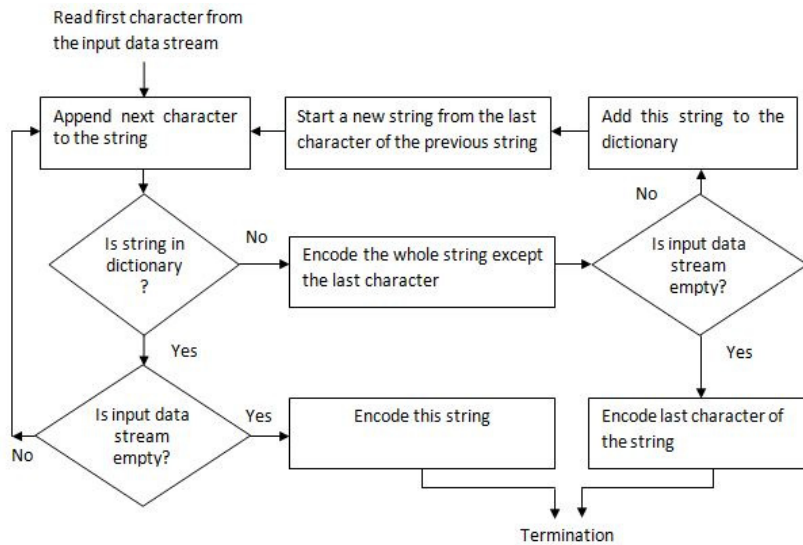 Read first character from
the input data stream
Append next character
to the string
Start a new string from the last
character of the previous string
Add this string to the
dictionary
No
Is string in
dictionary
?
No
Encode the whole string except
the last character
Is input data
stream
empty?
Yes
Yes
Is input data
stream
empty?
Yes
No
Encode this string
Encode last character of
the string
Termination